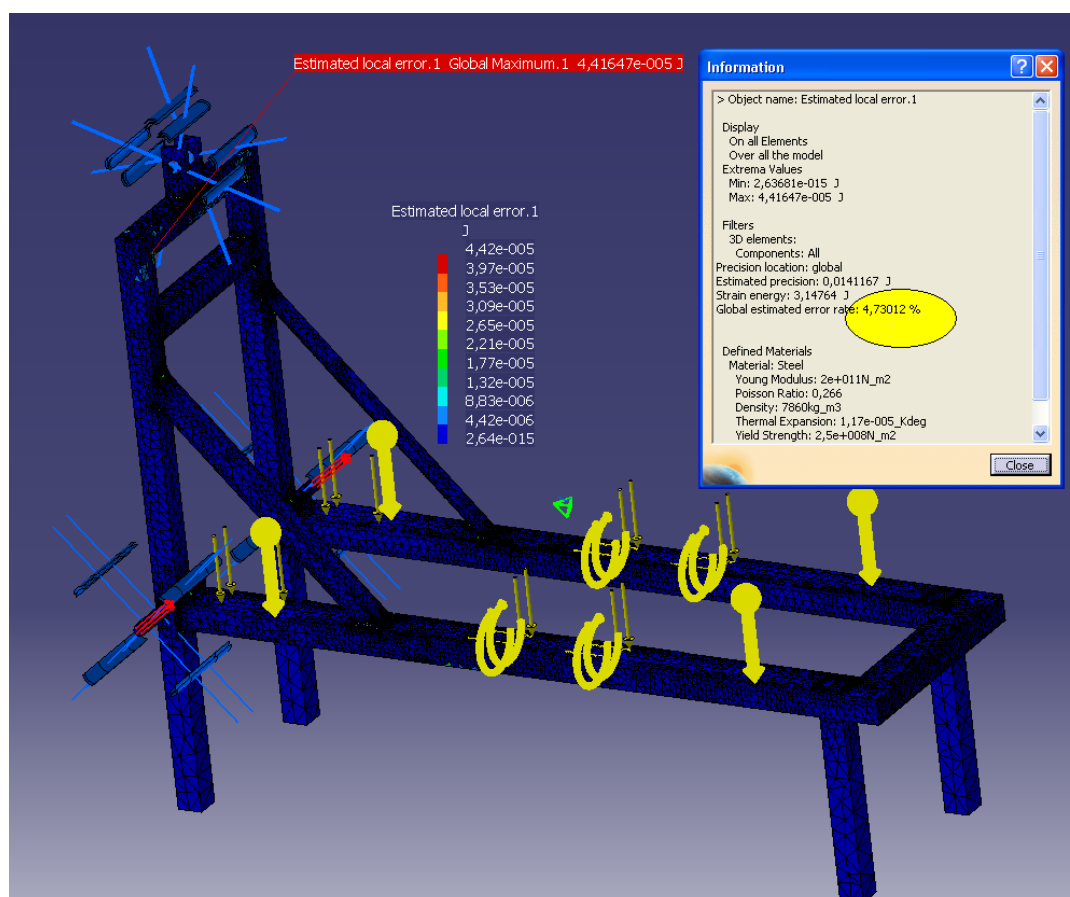 Estimated local error.1 Global Maximum.1 4,41647e-005 J
Information
> Object name: Estimated local error.1
Display
On all Elements
Over all the model
Extrema Values
Min: 2,63681e-015 J
Max: 4,41647e-005 J
Filters
3D elements:
Components: All
Precision location: global
Estimated precision: 0,0141167 J
Strain energy: 3,14764 J
Global estimated error rate: 4,73012 %
Defined Materials
Material: Steel
Young Modulus: 2e+011N_m2
Poisson Ratio: 0,266
Density: 7860kg_m3
Thermal Expansion: 1,17e-005_Kdeg
Yield Strength: 2,5e+008N_m2
Close
Estimated local error.1
J
4,42e-005
3,97e-005
3,53e-005
3,09e-005
2,65e-005
2,21e-005
1,77e-005
1,32e-005
8,83e-006
4,42e-006
2,64e-015